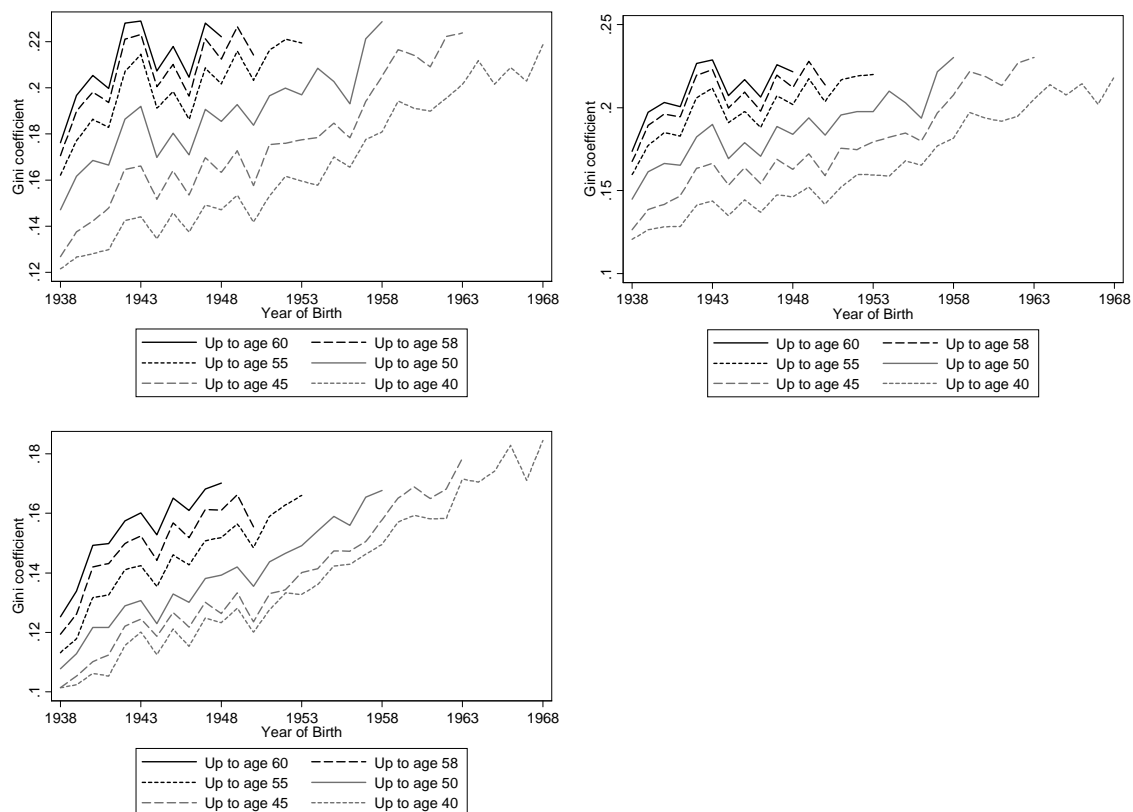 Gini coefficient
.22
.2
.18
.16
.14
.12
1938 1943 1948 1953 1958 1963 1968
Year of Birth
Up to age 60 Up to age 58
Up to age 55 Up to age 50
Up to age 45 Up to age 40
Gini coefficient
.25
.2
.15
.1
1938 1943 1948 1953 1958 1963 1968
Year of Birth
Up to age 60 Up to age 58
Up to age 55 Up to age 50
Up to age 45 Up to age 40
Gini coefficient
.18
.16
.14
.12
.1
1938 1943 1948 1953 1958 1963 1968
Year of Birth
Up to age 60 Up to age 58
Up to age 55 Up to age 50
Up to age 45 Up to age 40